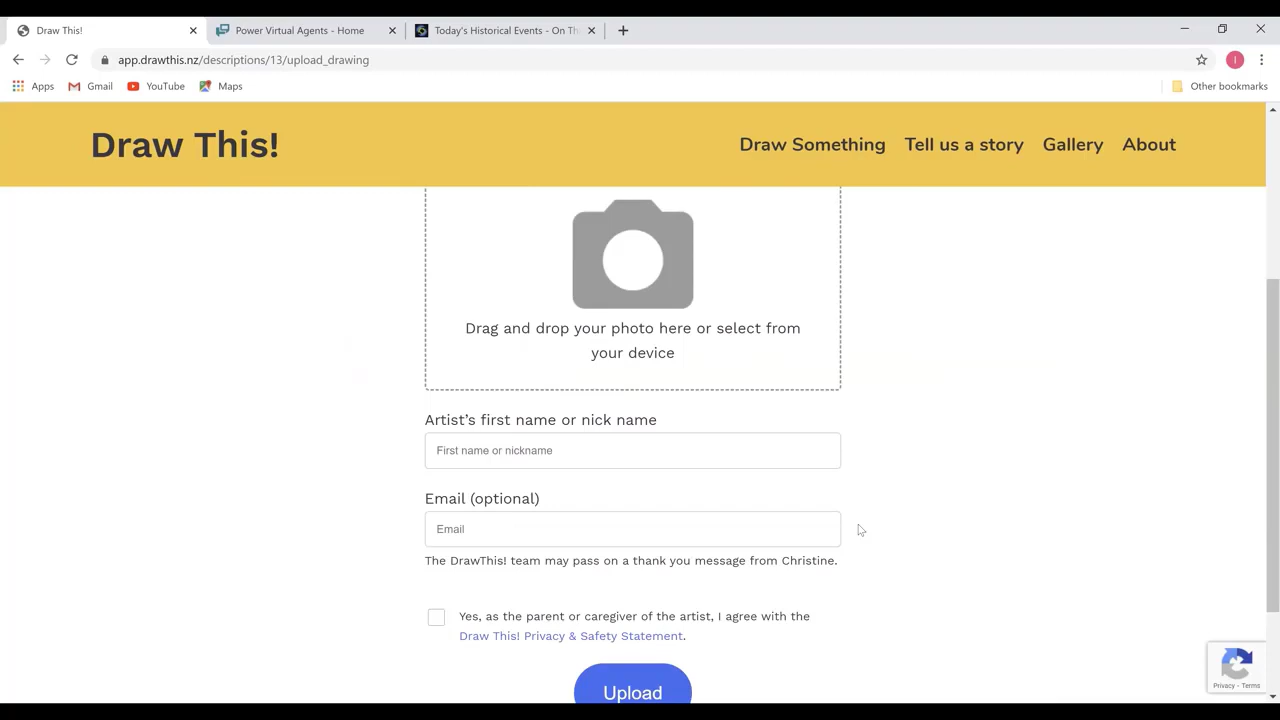 Draw This!
Power Virtual Agents - Home
Today's Historical Events - On Th
app.drawthis.nz/descriptions/13/upload_drawing
I
Apps
Gmail
YouTube
Maps
Other bookmarks
Draw This!
Draw Something
Tell us a story
Gallery
About
Drag and drop your photo here or select from
your device
Artist’s first name or nick name
First name or nickname
Email (optional)
Email
The DrawThis! team may pass on a thank you message from Christine.
Yes, as the parent or caregiver of the artist, I agree with the
Draw This! Privacy & Safety Statement.
Upload
Privacy - Terms